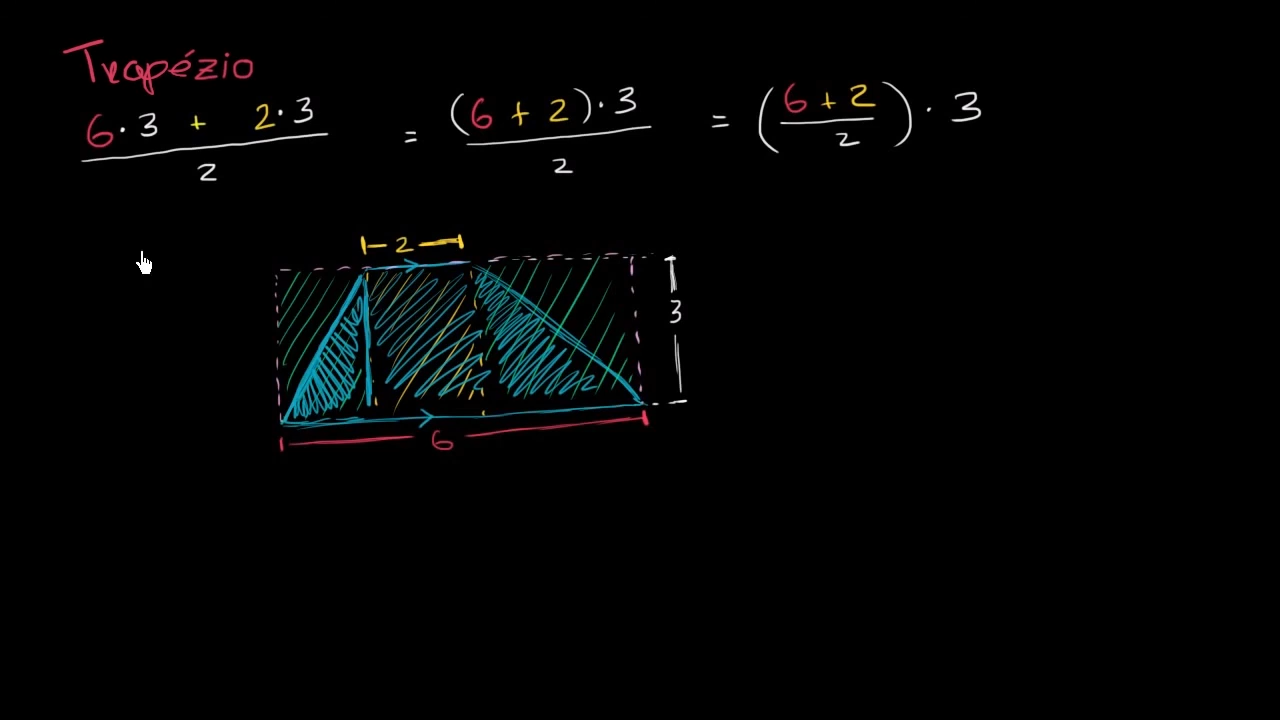 Trapézio
6·3 + 2·3 / 2 = (6 + 2)·3 / 2 = (6 + 2 / 2) · 3
2
3
6